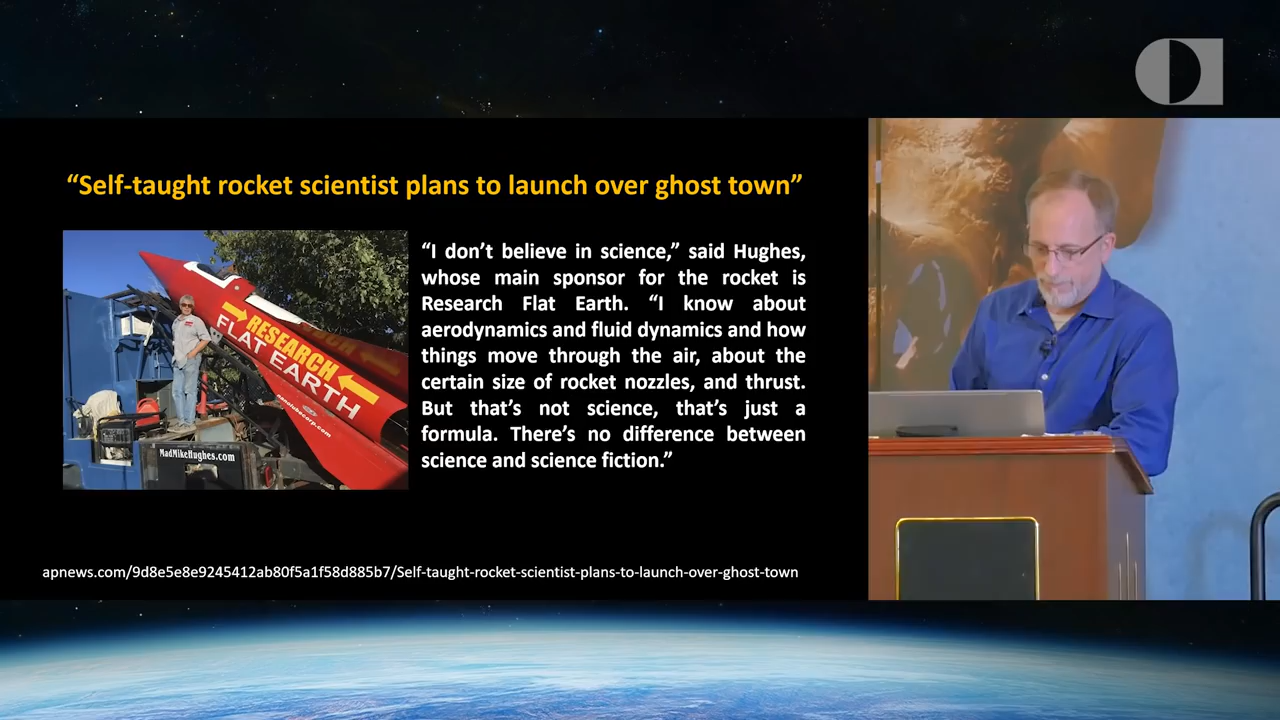 “Self-taught rocket scientist plans to launch over ghost town”
RESEARCH
FLAT EARTH
nanolubecorp.com
MadMikeHughes.com
“I don’t believe in science,” said Hughes,
whose main sponsor for the rocket is
Research Flat Earth. “I know about
aerodynamics and fluid dynamics and how
things move through the air, about the
certain size of rocket nozzles, and thrust.
But that’s not science, that’s just a
formula. There’s no difference between
science and science fiction.”
apnews.com/9d8e5e8e9245412ab80f5a1f58d885b7/Self-taught-rocket-scientist-plans-to-launch-over-ghost-town